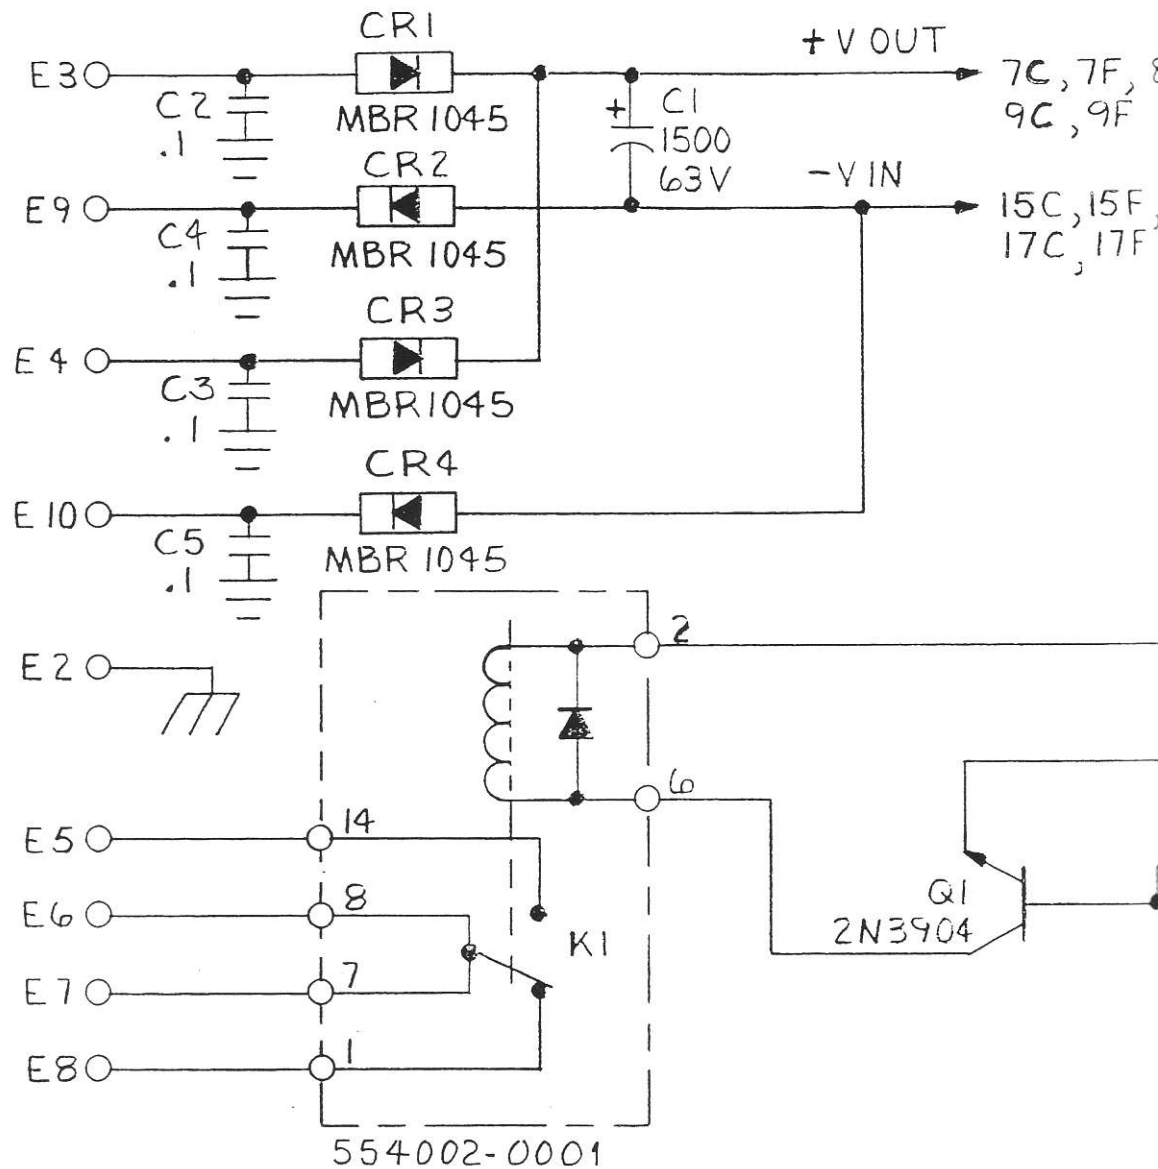 CR1
+V OUT
E3
7C, 7F, 8
9C, 9F
C2
.1
MBR 1045
+
C1
1500
63V
CR2
-VIN
E9
15C, 15F,
17C, 17F
C4
.1
MBR 1045
CR3
E4
C3
.1
MBR1045
CR4
E10
C5
.1
MBR 1045
E2
2
6
E5
14
E6
8
Q1
2N3904
K1
E7
7
E8
1
554002-0001